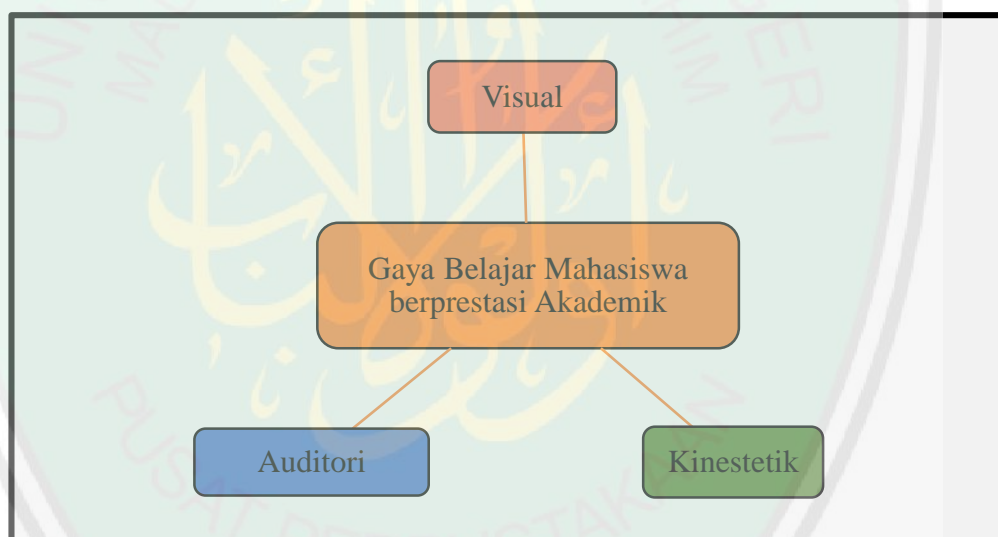 Visual
Gaya Belajar Mahasiswa
berprestasi Akademik
Auditori
Kinestetik